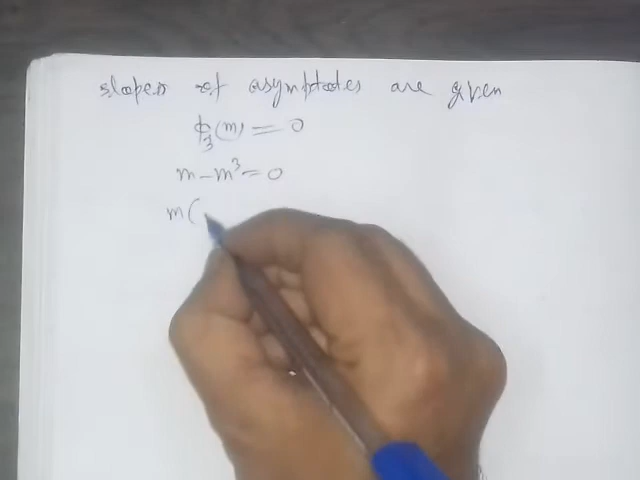 slopes of asymptotes are given
ϕ₃(m) = 0
m - m³ = 0
m(